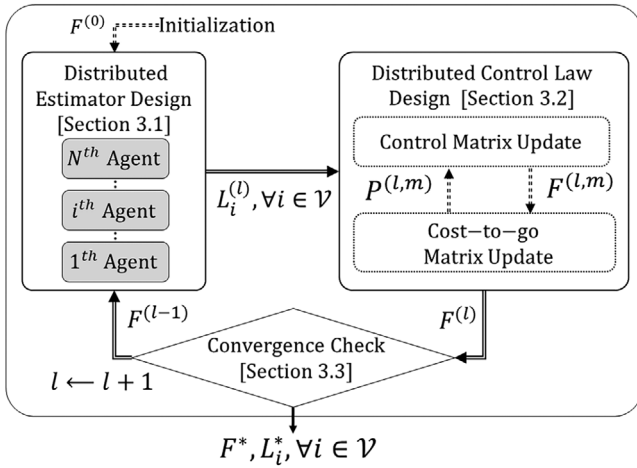 F^(0)
Initialization
Distributed
Estimator Design
[Section 3.1]
N^th Agent
⋮
i^th Agent
⋮
1^th Agent
L_i^(l), ∀i ∈ 𝒱
Distributed Control Law
Design [Section 3.2]
Control Matrix Update
P^(l,m)
F^(l,m)
Cost−to−go
Matrix Update
F^(l−1)
F^(l)
Convergence Check
[Section 3.3]
l ⟵ l + 1
F^*, L_i^*, ∀i ∈ 𝒱